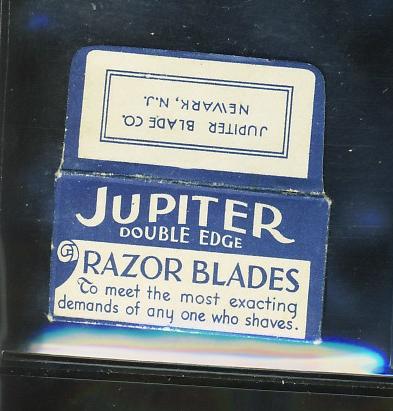 JUPITER BLADE CO.
NEWARK, N.J.
JUPITER
DOUBLE EDGE
RAZOR BLADES
To meet the most exacting
demands of any one who shaves.